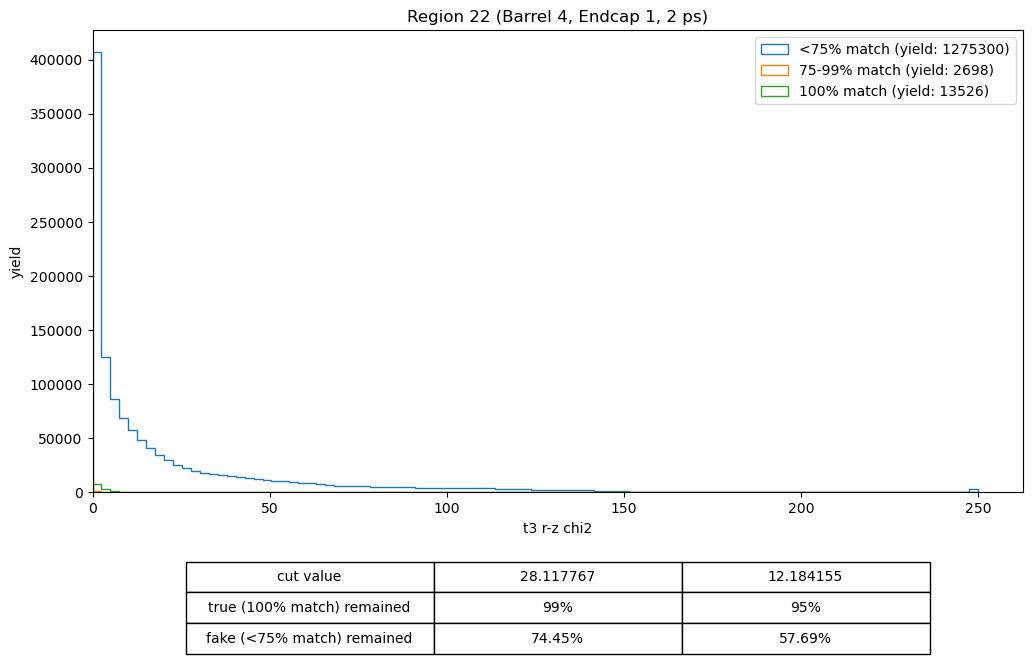 Region 22 (Barrel 4, Endcap 1, 2 ps)
<75% match (yield: 1275300)
75-99% match (yield: 2698)
100% match (yield: 13526)
400000
350000
300000
250000
200000
150000
100000
50000
0
yield
0 50 100 150 200 250
t3 r-z chi2
cut value 28.117767 12.184155
true (100% match) remained 99% 95%
fake (<75% match) remained 74.45% 57.69%